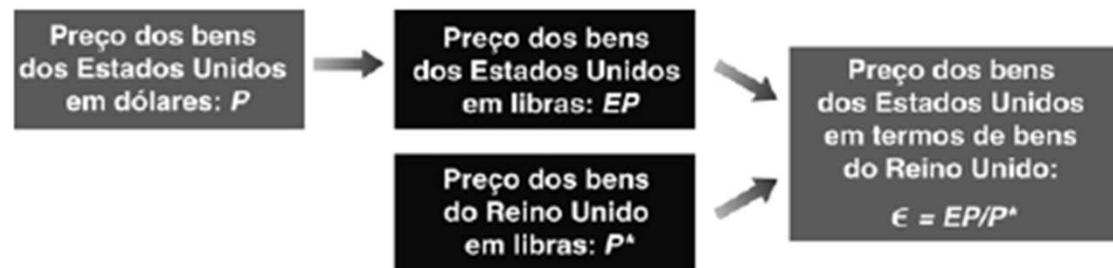 Preço dos bens
dos Estados Unidos
em dólares: P
Preço dos bens
dos Estados Unidos
em libras: EP
Preço dos bens
do Reino Unido
em libras: P*
Preço dos bens
dos Estados Unidos
em termos de bens
do Reino Unido:
ϵ = EP/P*